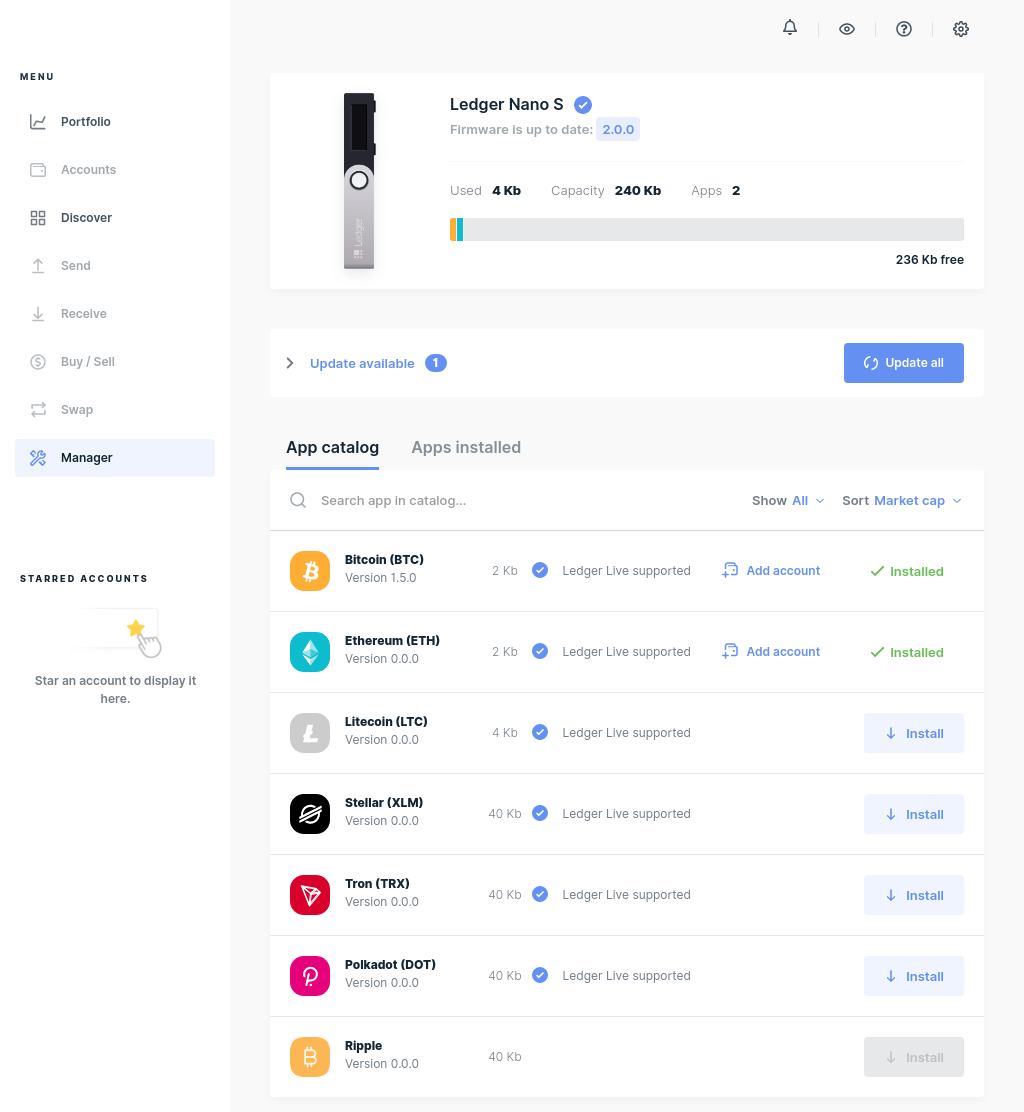 MENU
Portfolio
Accounts
Discover
Send
Receive
Buy / Sell
Swap
Manager
STARRED ACCOUNTS
Star an account to display it
here.
Ledger
Ledger Nano S
Firmware is up to date: 2.0.0
Used 4 Kb Capacity 240 Kb Apps 2
236 Kb free
Update available 1
Update all
App catalog Apps installed
Search app in catalog... Show All Sort Market cap
Bitcoin (BTC)
Version 1.5.0
2 Kb Ledger Live supported Add account Installed
Ethereum (ETH)
Version 0.0.0
2 Kb Ledger Live supported Add account Installed
Litecoin (LTC)
Version 0.0.0
4 Kb Ledger Live supported Install
Stellar (XLM)
Version 0.0.0
40 Kb Ledger Live supported Install
Tron (TRX)
Version 0.0.0
40 Kb Ledger Live supported Install
Polkadot (DOT)
Version 0.0.0
40 Kb Ledger Live supported Install
Ripple
Version 0.0.0
40 Kb Install